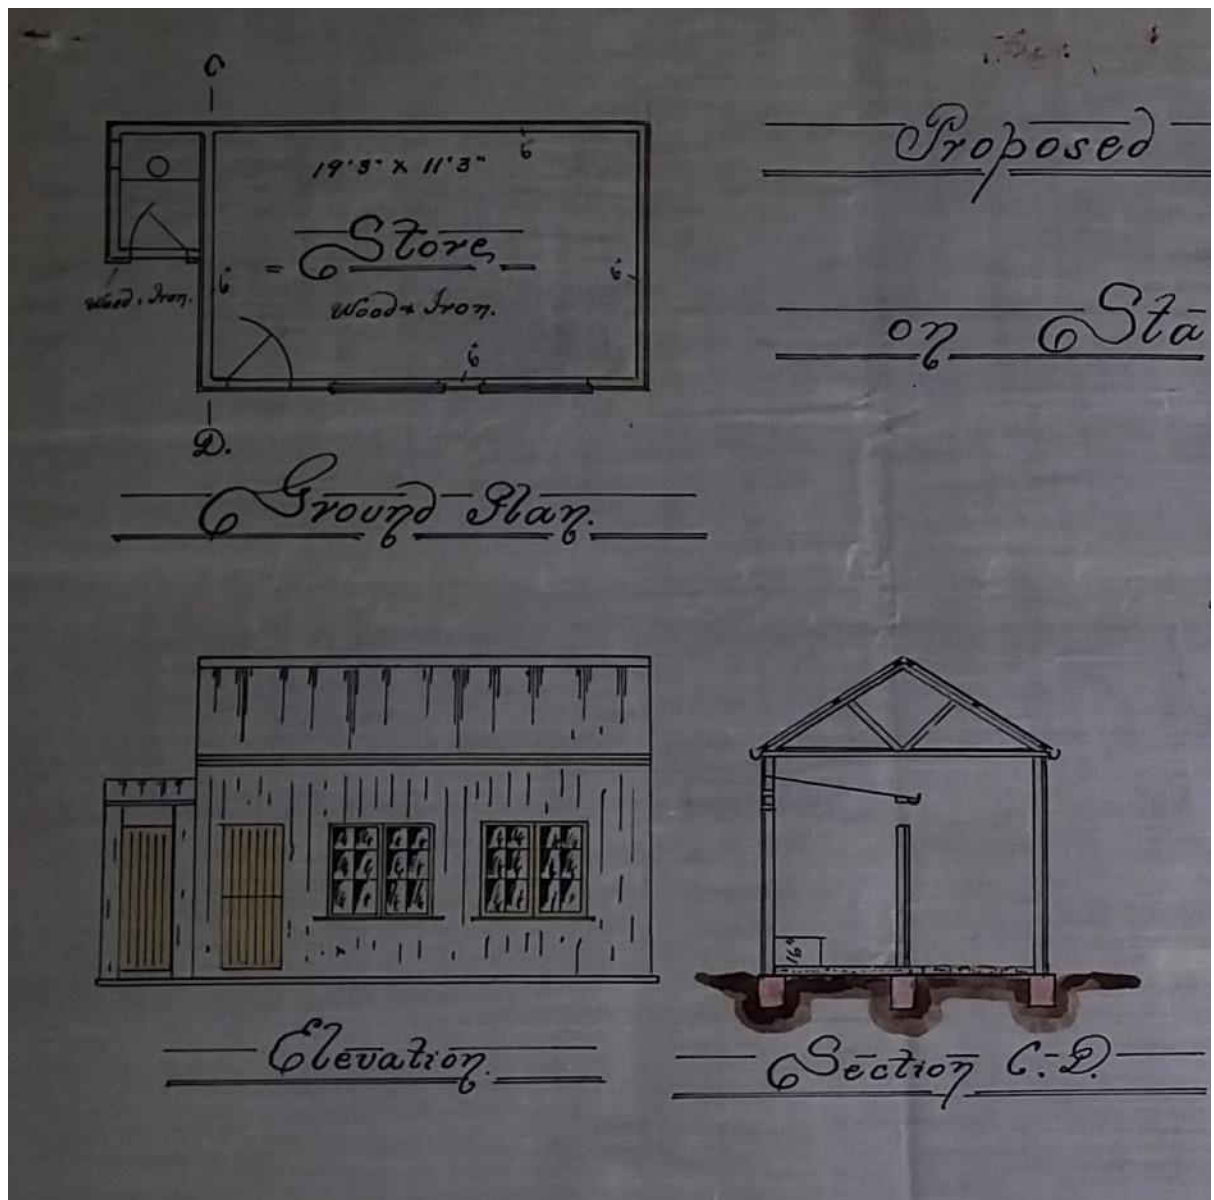 C
19'3" x 11'3"
6"
= Store, =
6"
6"
Wood & Iron.
Wood & Iron.
6"
D.
Ground Plan.
Proposed
on Sta
Elevation.
16"
Section C.-D.